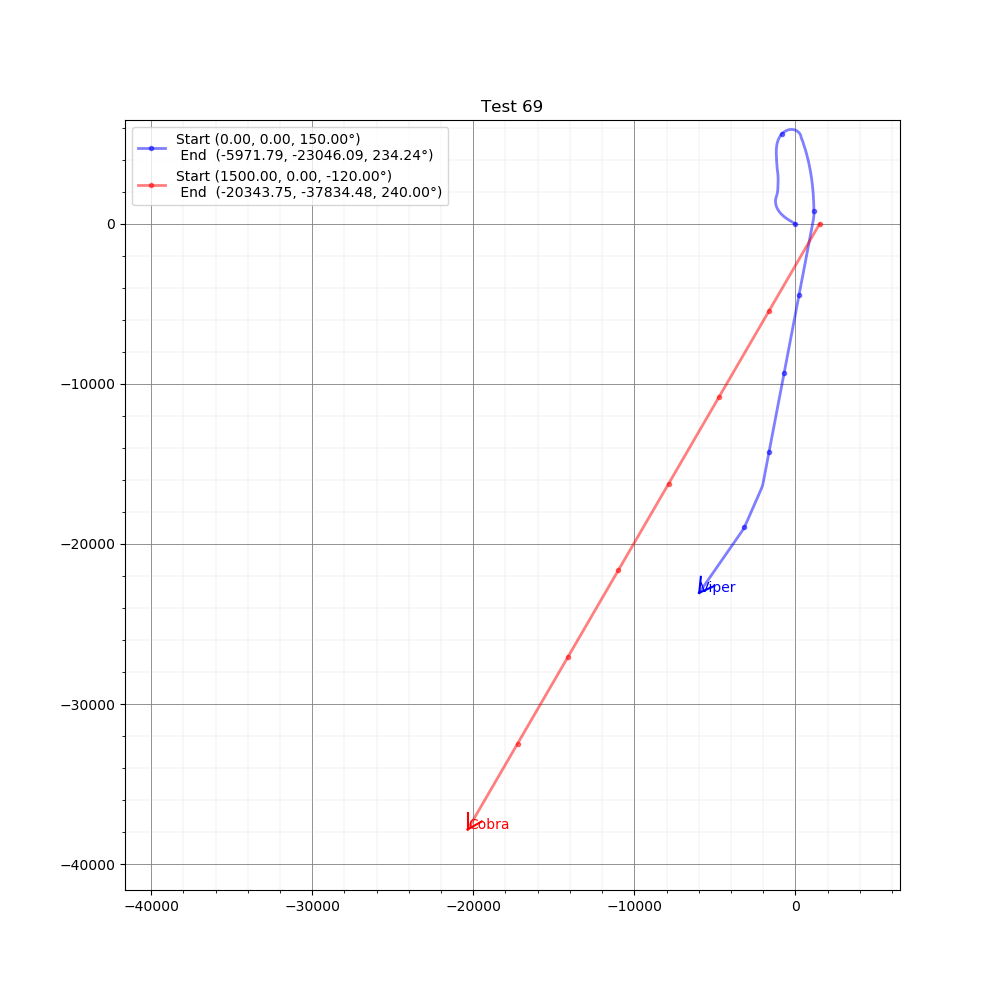 Test 69
Start (0.00, 0.00, 150.00°)
End (-5971.79, -23046.09, 234.24°)
Start (1500.00, 0.00, -120.00°)
End (-20343.75, -37834.48, 240.00°)
0
−10000
−20000
−30000
−40000
Viper
Cobra
−40000
−30000
−20000
−10000
0